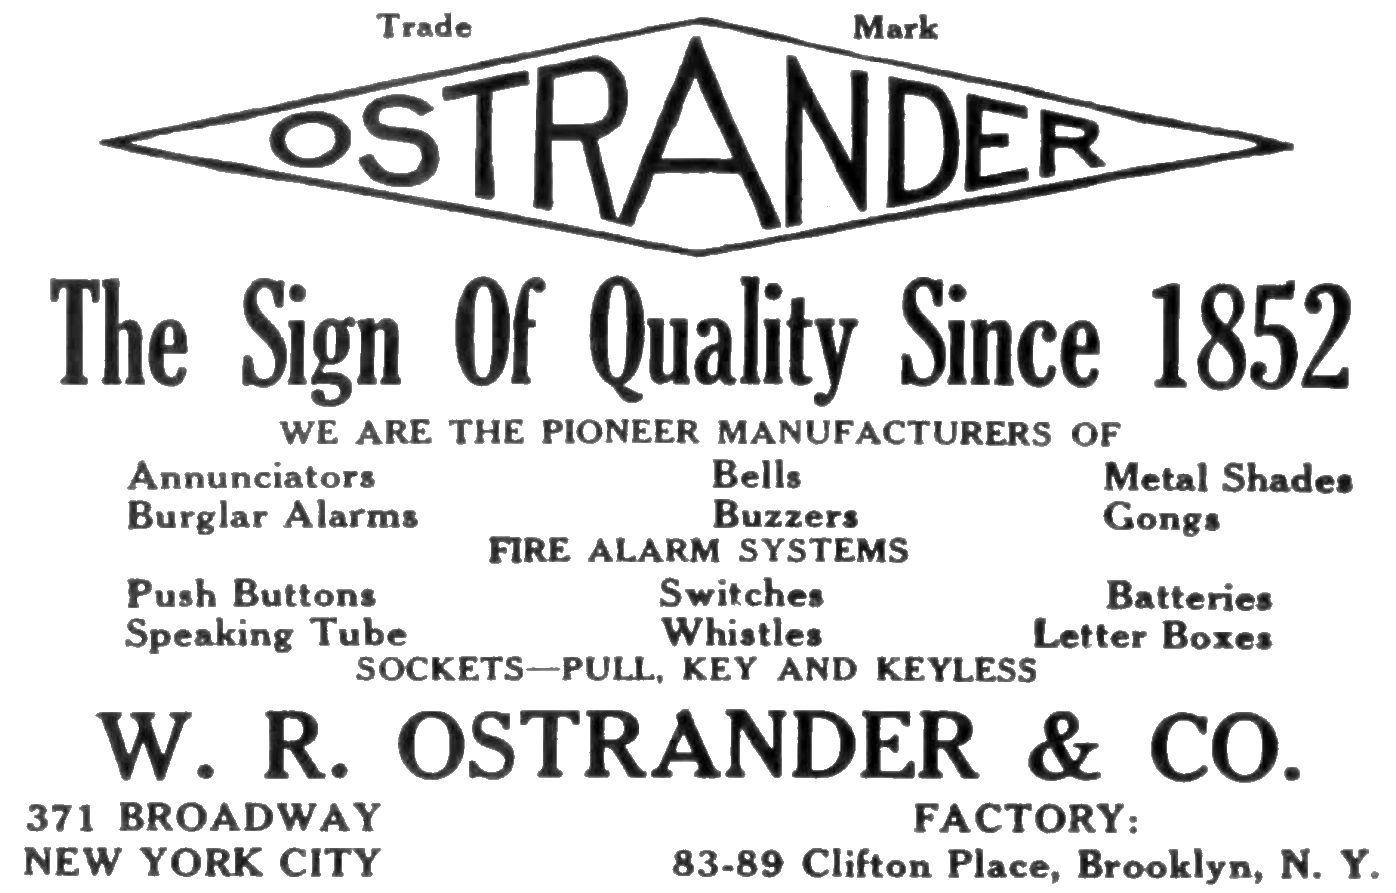 Trade Mark
OSTRANDER
The Sign Of Quality Since 1852
WE ARE THE PIONEER MANUFACTURERS OF
Annunciators Bells Metal Shades
Burglar Alarms Buzzers Gongs
FIRE ALARM SYSTEMS
Push Buttons Switches Batteries
Speaking Tube Whistles Letter Boxes
SOCKETS—PULL, KEY AND KEYLESS
W. R. OSTRANDER & CO.
371 BROADWAY FACTORY:
NEW YORK CITY 83-89 Clifton Place, Brooklyn, N. Y.